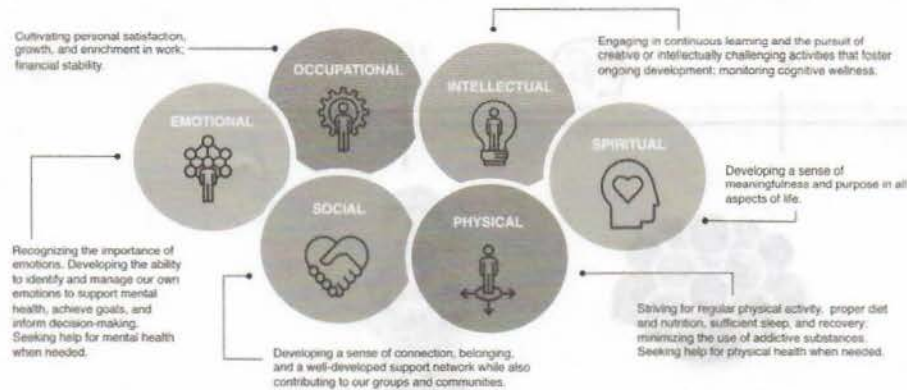 Cultivating personal satisfaction,
growth, and enrichment in work;
financial stability.
OCCUPATIONAL
INTELLECTUAL
Engaging in continuous learning and the pursuit of
creative or intellectually challenging activities that foster
ongoing development; monitoring cognitive wellness.
EMOTIONAL
SPIRITUAL
Developing a sense of
meaningfulness and purpose in all
aspects of life.
SOCIAL
PHYSICAL
Recognizing the importance of
emotions. Developing the ability
to identify and manage our own
emotions to support mental
health, achieve goals, and
inform decision-making.
Seeking help for mental health
when needed.
Developing a sense of connection, belonging,
and a well-developed support network while also
contributing to our groups and communities.
Striving for regular physical activity, proper diet
and nutrition, sufficient sleep, and recovery;
minimizing the use of addictive substances.
Seeking help for physical health when needed.